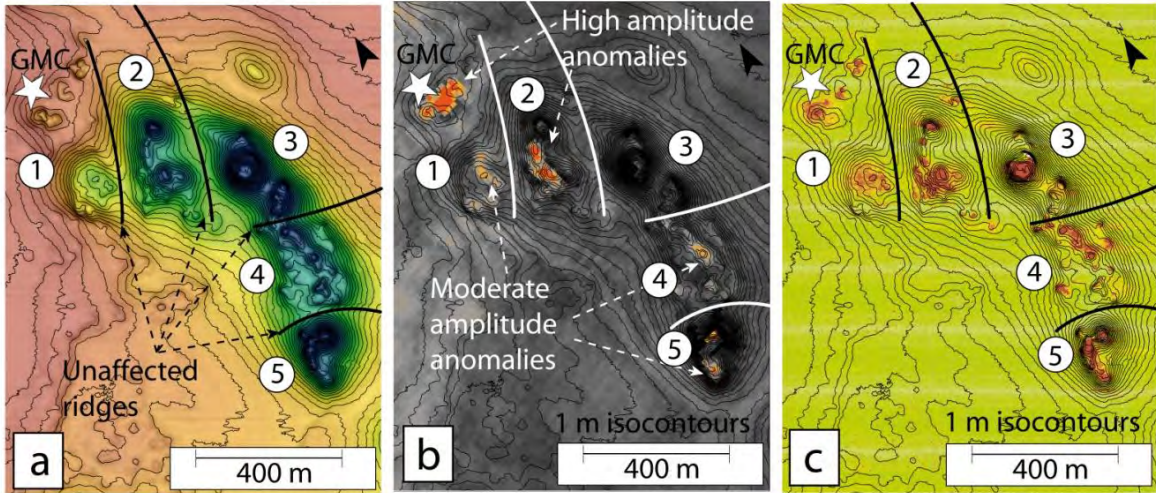 GMC
2
3
1
4
5
Unaffected
ridges
a
400 m
High amplitude
anomalies
GMC
2
3
1
4
Moderate
amplitude
anomalies
5
1 m isocontours
b
400 m
GMC
2
3
1
4
5
1 m isocontours
c
400 m